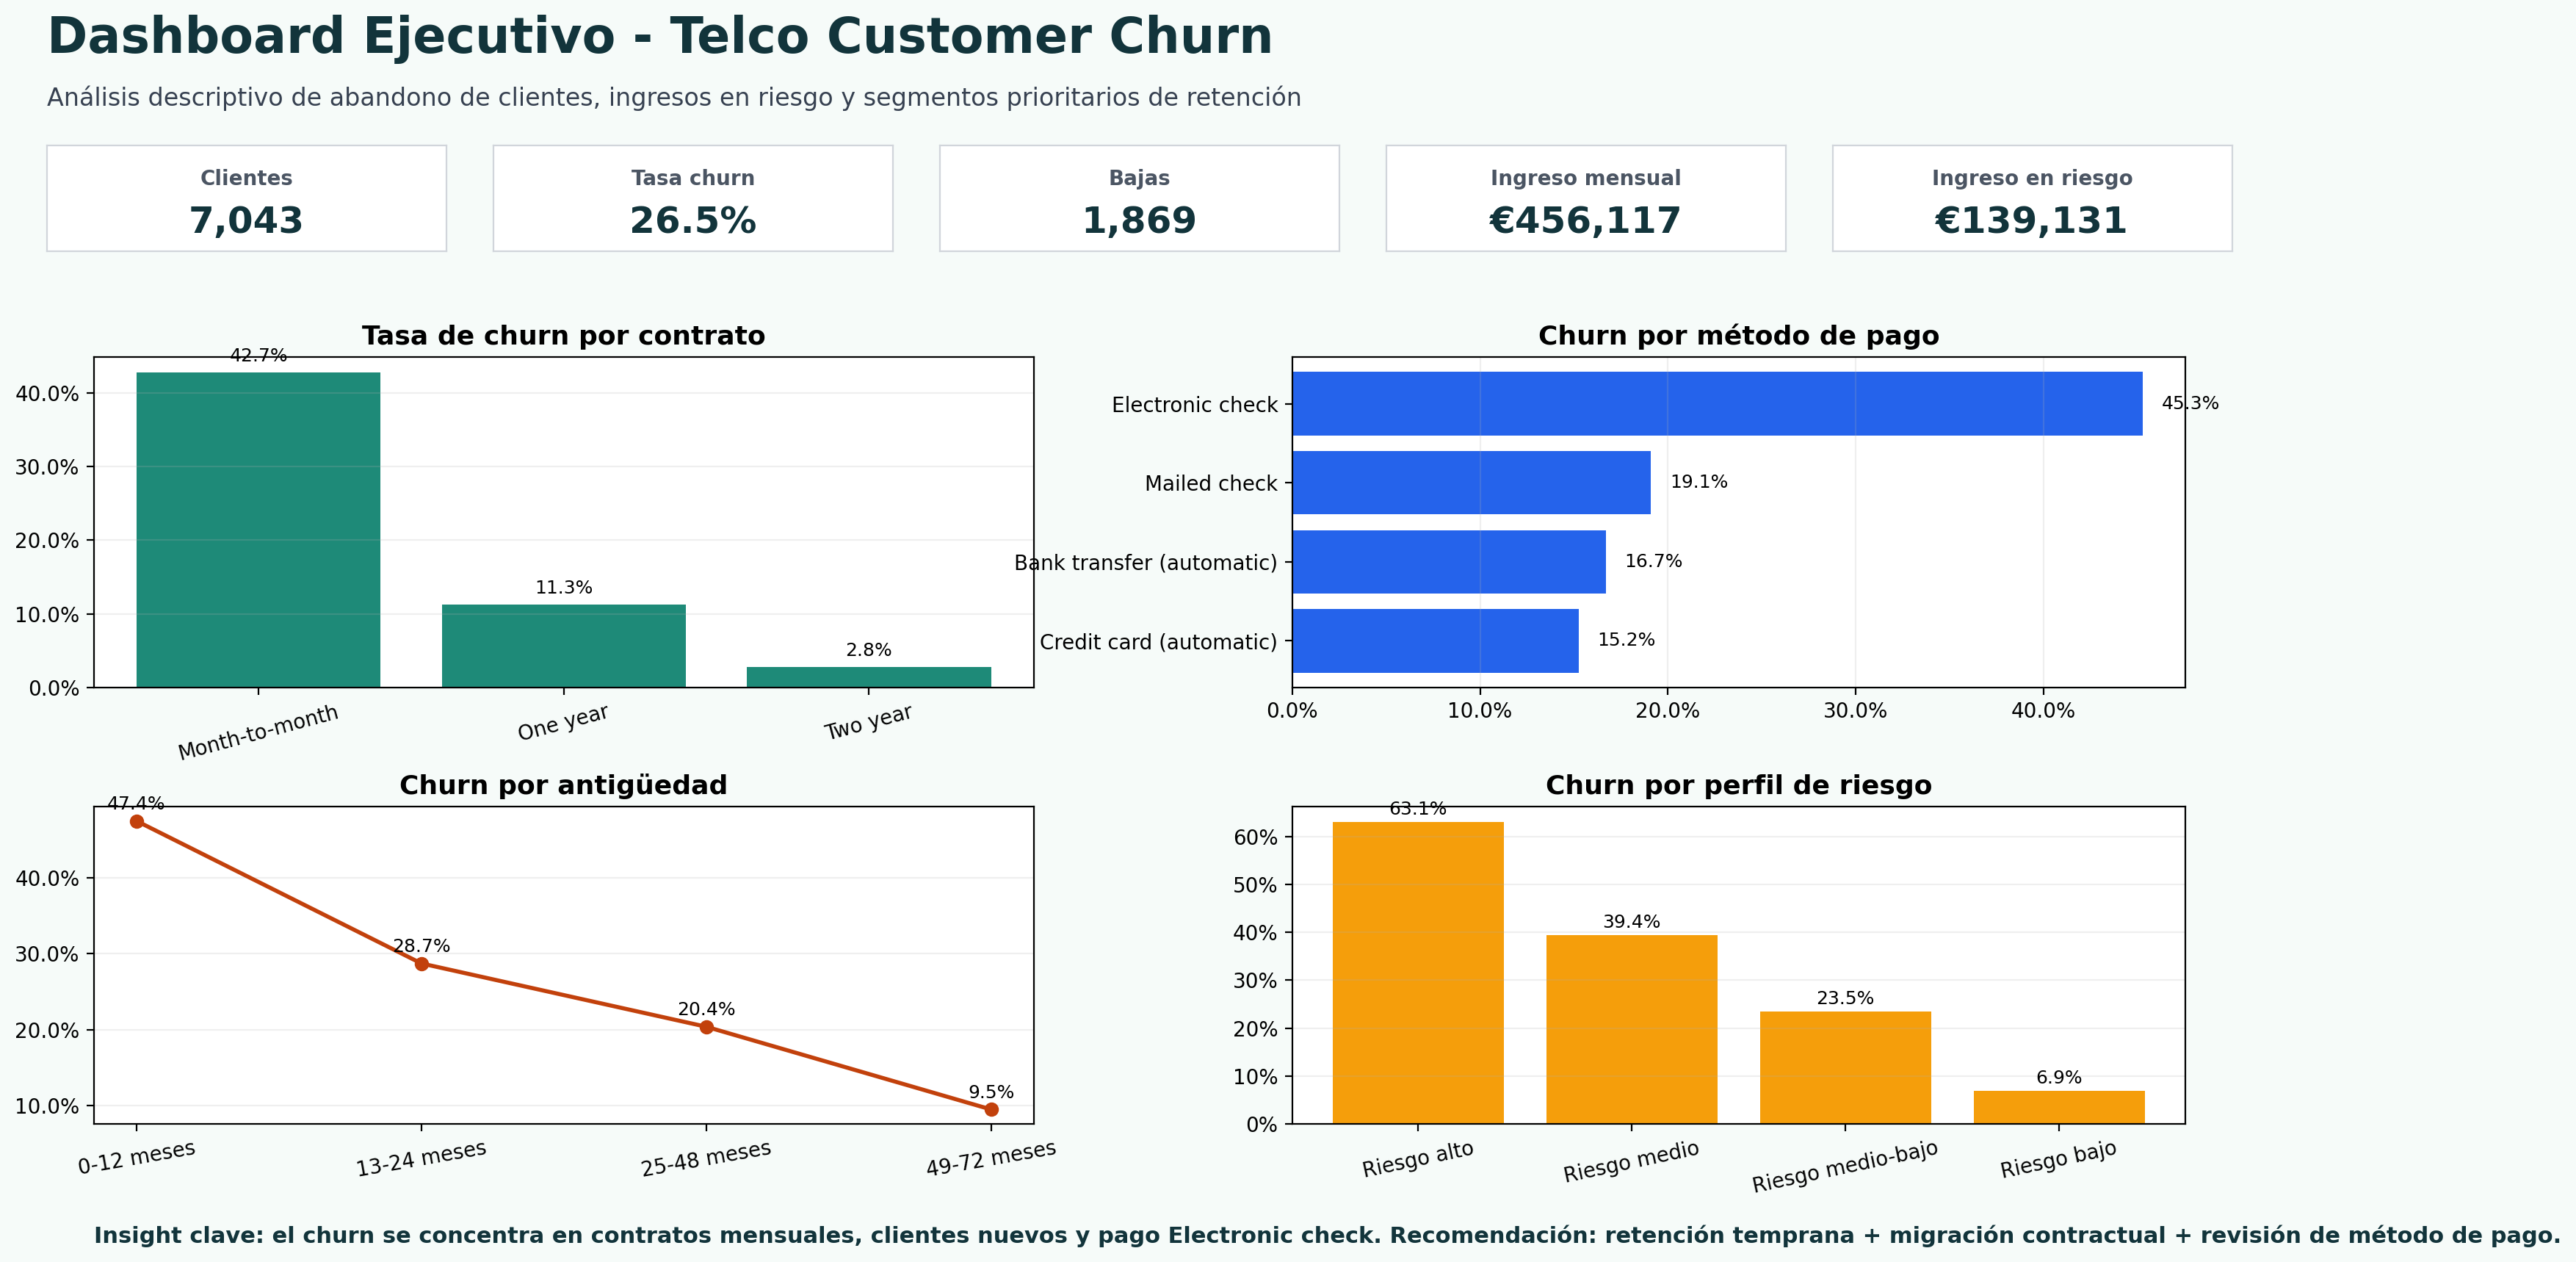 Dashboard Ejecutivo - Telco Customer Churn
Análisis descriptivo de abandono de clientes, ingresos en riesgo y segmentos prioritarios de retención
Clientes
7,043
Tasa churn
26.5%
Bajas
1,869
Ingreso mensual
€456,117
Ingreso en riesgo
€139,131
Tasa de churn por contrato
42.7%
11.3%
2.8%
40.0%
30.0%
20.0%
10.0%
0.0%
Month-to-month
One year
Two year
Churn por método de pago
Electronic check
45.3%
Mailed check
19.1%
Bank transfer (automatic)
16.7%
Credit card (automatic)
15.2%
0.0%
10.0%
20.0%
30.0%
40.0%
Churn por antigüedad
47.4%
28.7%
20.4%
9.5%
40.0%
30.0%
20.0%
10.0%
0-12 meses
13-24 meses
25-48 meses
49-72 meses
Churn por perfil de riesgo
63.1%
39.4%
23.5%
6.9%
60%
50%
40%
30%
20%
10%
0%
Riesgo alto
Riesgo medio
Riesgo medio-bajo
Riesgo bajo
Insight clave: el churn se concentra en contratos mensuales, clientes nuevos y pago Electronic check. Recomendación: retención temprana + migración contractual + revisión de método de pago.